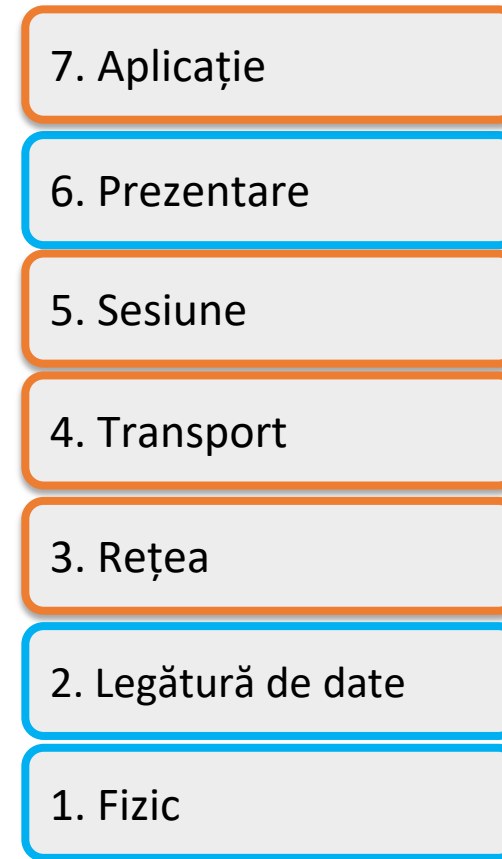 7. Aplicație
6. Prezentare
5. Sesiune
4. Transport
3. Rețea
2. Legătură de date
1. Fizic